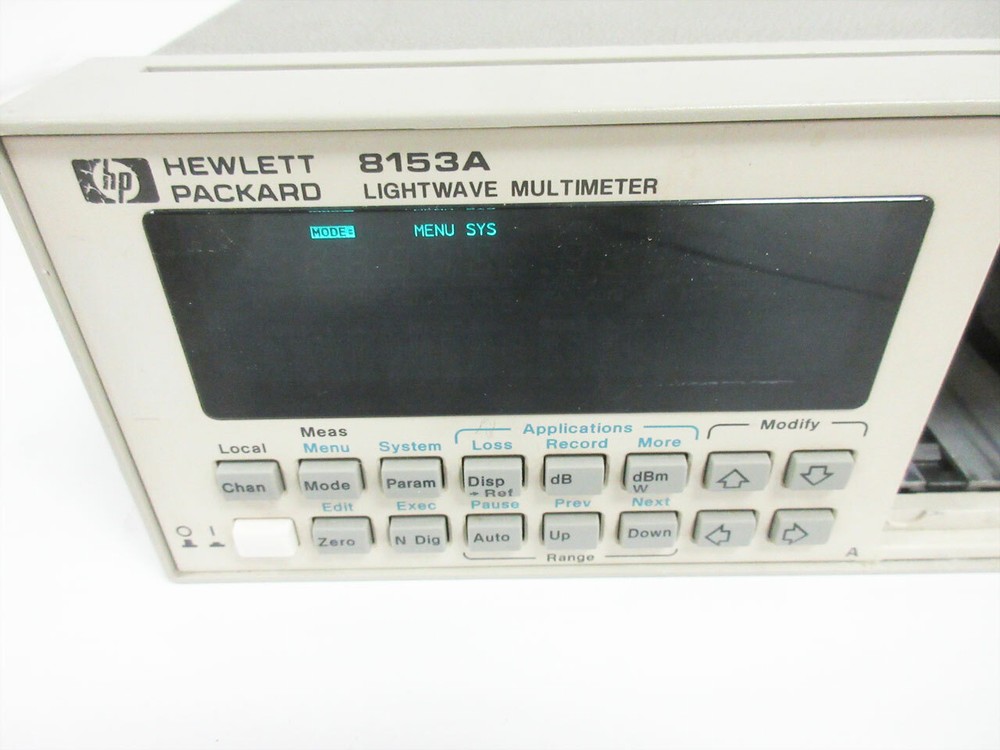 hp HEWLETT PACKARD 8153A
LIGHTWAVE MULTIMETER
MODE: MENU SYS
Applications
Modify
Meas
Local Menu System Loss Record More
Chan Mode Param Disp → Ref dB dBm W
Edit Exec Pause Prev Next
O I Zero N Dig Auto Up Down
Range
A